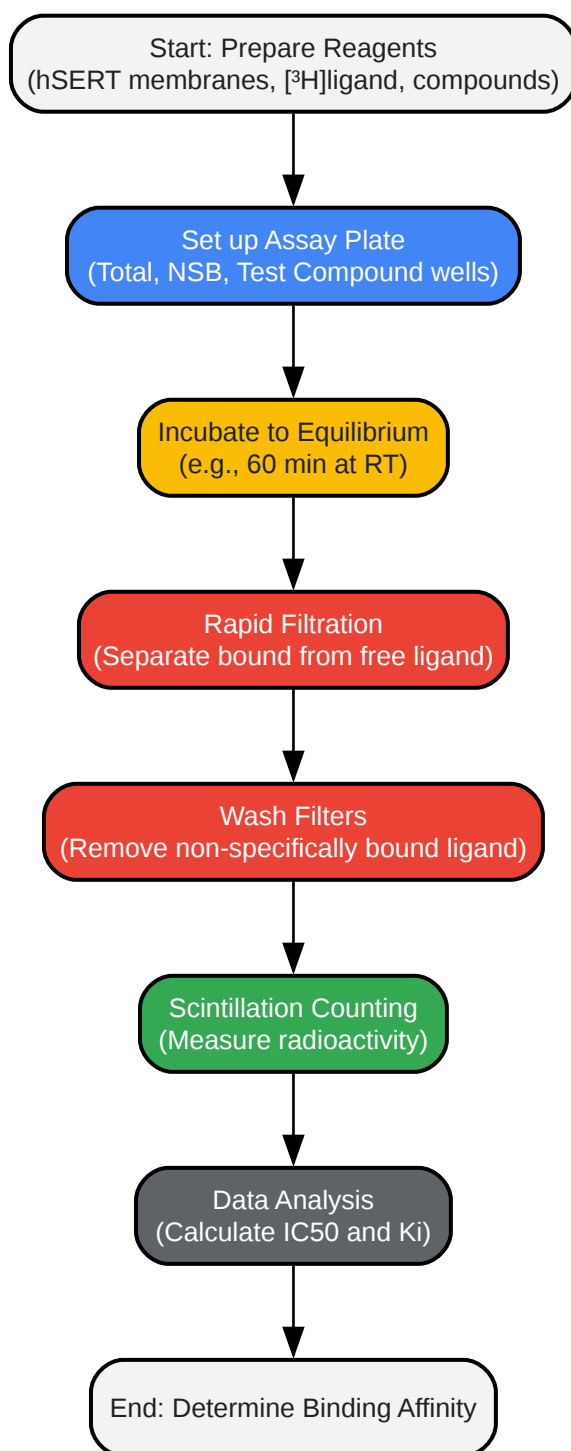 Start: Prepare Reagents
(hSERT membranes, [³H]ligand, compounds)
Set up Assay Plate
(Total, NSB, Test Compound wells)
Incubate to Equilibrium
(e.g., 60 min at RT)
Rapid Filtration
(Separate bound from free ligand)
Wash Filters
(Remove non-specifically bound ligand)
Scintillation Counting
(Measure radioactivity)
Data Analysis
(Calculate IC50 and Ki)
End: Determine Binding Affinity